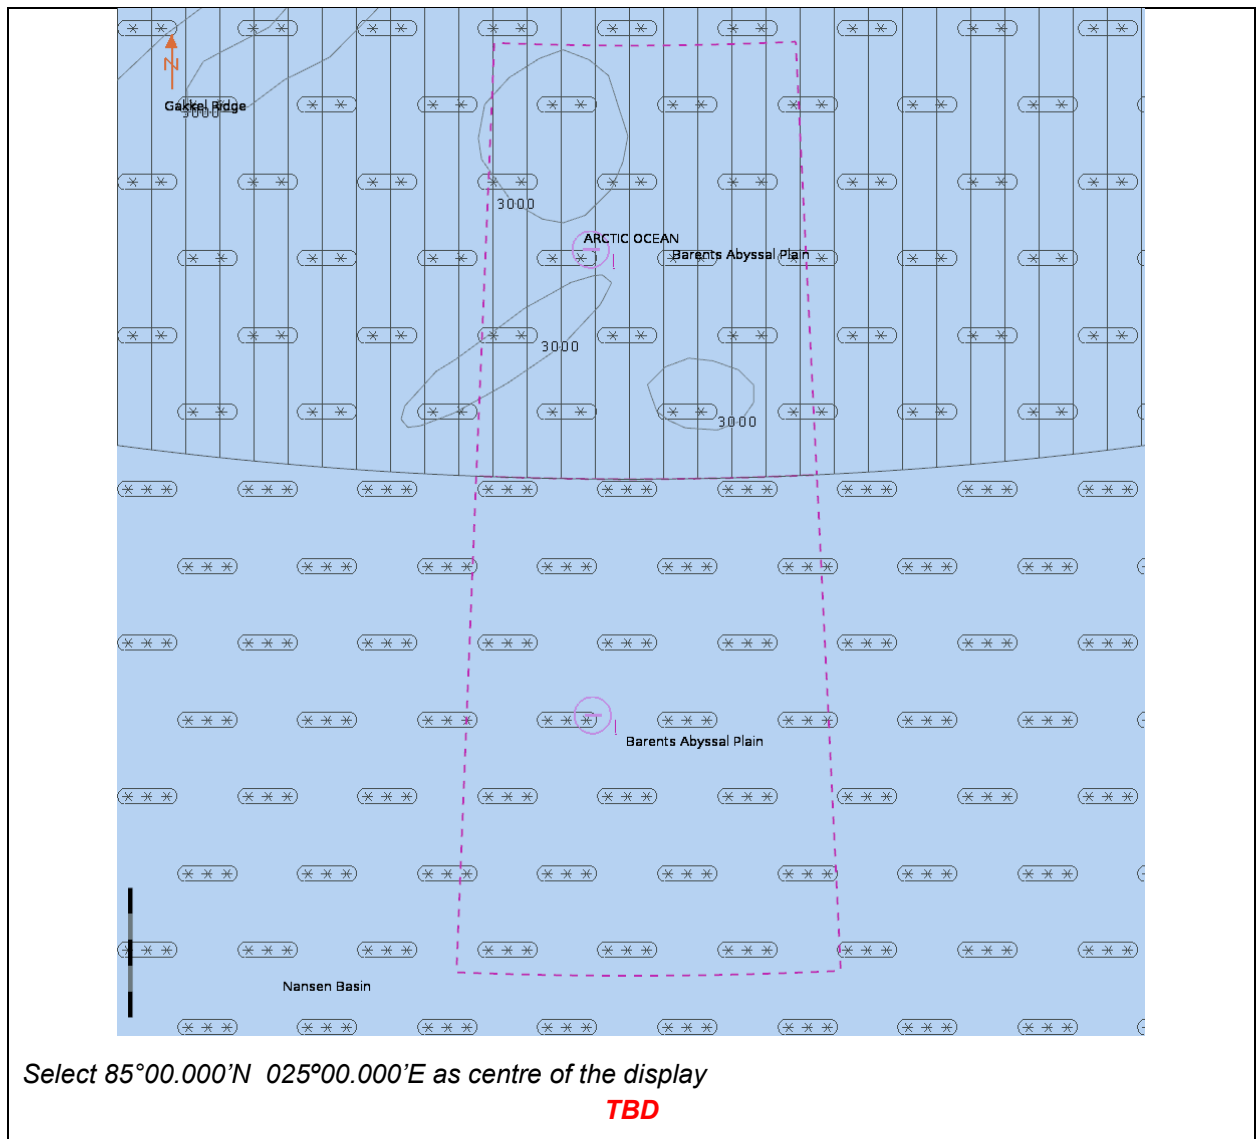 N
Gakkel Ridge
3000
3000
ARCTIC OCEAN
Barents Abyssal Plain
3000
3000
Barents Abyssal Plain
Nansen Basin
Select 85°00.000’N 025º00.000’E as centre of the display
TBD